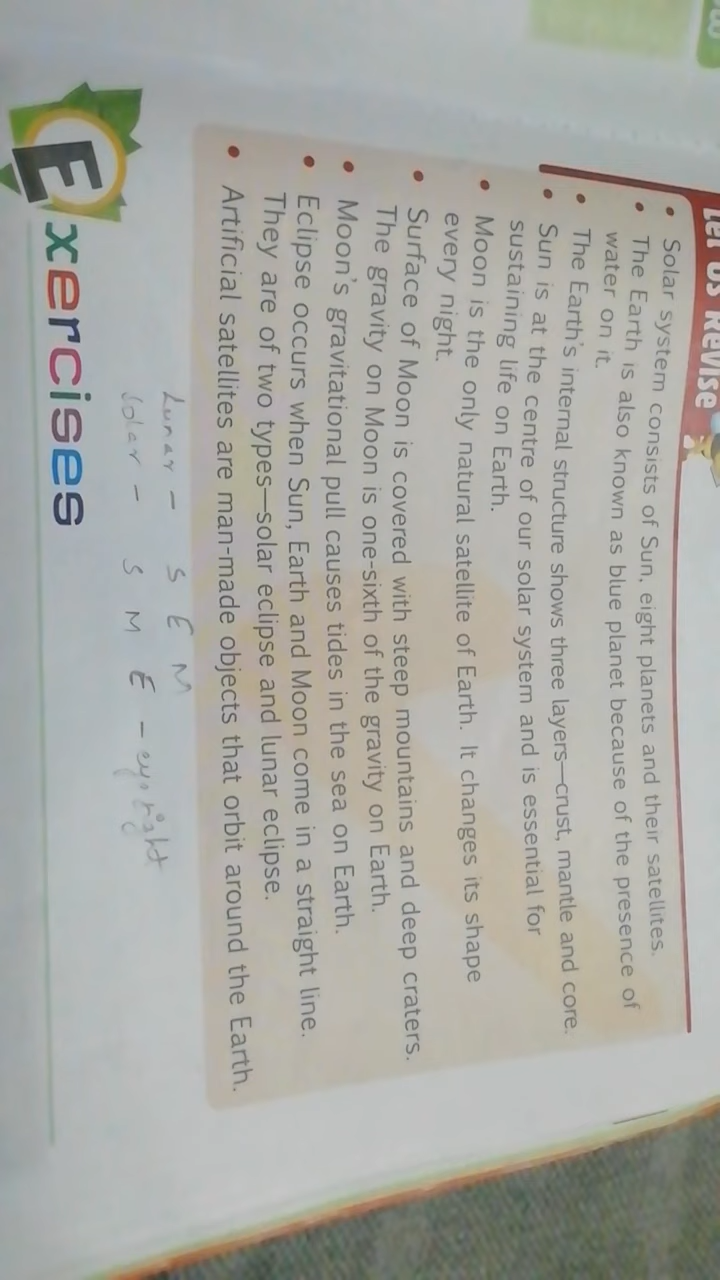 Let Us Revise
• Solar system consists of Sun, eight planets and their satellites.
• The Earth is also known as blue planet because of the presence of
water on it.
• The Earth's internal structure shows three layers—crust, mantle and core.
• Sun is at the centre of our solar system and is essential for
sustaining life on Earth.
• Moon is the only natural satellite of Earth. It changes its shape
every night.
• Surface of Moon is covered with steep mountains and deep craters.
The gravity on Moon is one-sixth of the gravity on Earth.
• Moon's gravitational pull causes tides in the sea on Earth.
• Eclipse occurs when Sun, Earth and Moon come in a straight line.
They are of two types—solar eclipse and lunar eclipse.
• Artificial satellites are man-made objects that orbit around the Earth.
Lunar - S E M
Solar - S M E -
Exercises